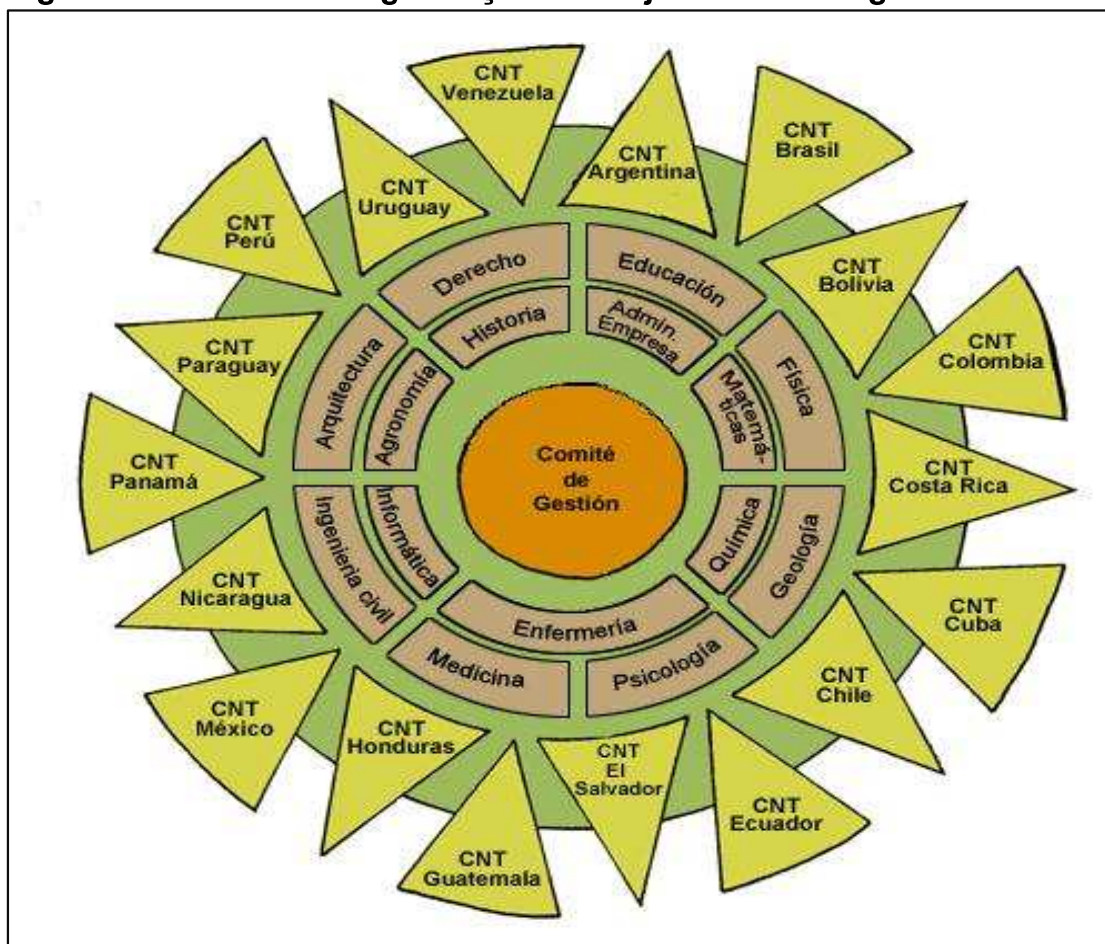 CNT
Venezuela
CNT
Argentina
CNT
Brasil
CNT
Uruguay
CNT
Perú
CNT
Bolivia
CNT
Colombia
CNT
Paraguay
CNT
Costa Rica
CNT
Panamá
CNT
Nicaragua
CNT
Cuba
CNT
México
CNT
Honduras
CNT
Chile
CNT
El
Salvador
CNT
Ecuador
CNT
Guatemala
Derecho
Educación
Historia
Admin.
Empresa
Arquitectura
Agronomía
Matemá-
ticas
Física
Comité
de
Gestión
Ingenieria civil
Informática
Química
Geología
Enfermería
Medicina
Psicología